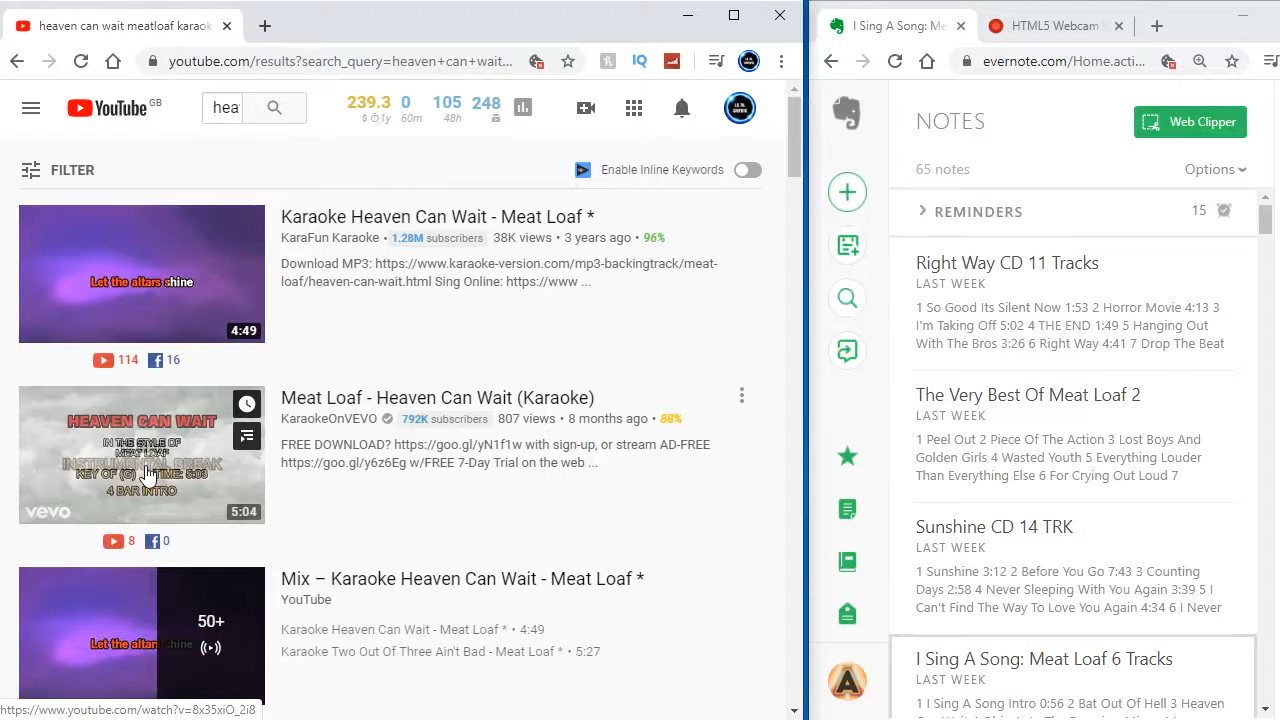 heaven can wait meatloaf karaok
youtube.com/results?search_query=heaven+can+wait...
IQ
YouTube GB
hea
239.3 0 105 248
$ 1y 60m 48h
FILTER
Enable Inline Keywords
Let the altars shine
4:49
114 16
Karaoke Heaven Can Wait - Meat Loaf *
KaraFun Karaoke • 1.28M subscribers 38K views • 3 years ago • 96%
Download MP3: https://www.karaoke-version.com/mp3-backingtrack/meat-
loaf/heaven-can-wait.html Sing Online: https://www ...
HEAVEN CAN WAIT
IN THE STYLE OF
MEAT LOAF
INSTRUMENTAL BREAK
KEY OF (G) TIME: 5:03
4 BAR INTRO
vevo
5:04
8 0
Meat Loaf - Heaven Can Wait (Karaoke)
KaraokeOnVEVO 792K subscribers 807 views • 8 months ago • 88%
FREE DOWNLOAD? https://goo.gl/yN1f1w with sign-up, or stream AD-FREE
https://goo.gl/y6z6Eg w/FREE 7-Day Trial on the web ...
Let the altars shine
50+
Mix – Karaoke Heaven Can Wait - Meat Loaf *
YouTube
Karaoke Heaven Can Wait - Meat Loaf * • 4:49
Karaoke Two Out Of Three Ain't Bad - Meat Loaf * • 5:27
https://www.youtube.com/watch?v=8x35xiO_2i8
I Sing A Song: Me
HTML5 Webcam
evernote.com/Home.acti...
NOTES
Web Clipper
65 notes
Options
REMINDERS
15
Right Way CD 11 Tracks
LAST WEEK
1 So Good Its Silent Now 1:53 2 Horror Movie 4:13 3
I'm Taking Off 5:02 4 THE END 1:49 5 Hanging Out
With The Bros 3:26 6 Right Way 4:41 7 Drop The Beat
The Very Best Of Meat Loaf 2
LAST WEEK
1 Peel Out 2 Piece Of The Action 3 Lost Boys And
Golden Girls 4 Wasted Youth 5 Everything Louder
Than Everything Else 6 For Crying Out Loud 7
Sunshine CD 14 TRK
LAST WEEK
1 Sunshine 3:12 2 Before You Go 7:43 3 Counting
Days 2:58 4 Never Sleeping With You Again 3:39 5 I
Can't Find The Way To Love You Again 4:34 6 I Never
I Sing A Song: Meat Loaf 6 Tracks
LAST WEEK
1 I Sing A Song Intro 0:56 2 Bat Out Of Hell 3 Heaven